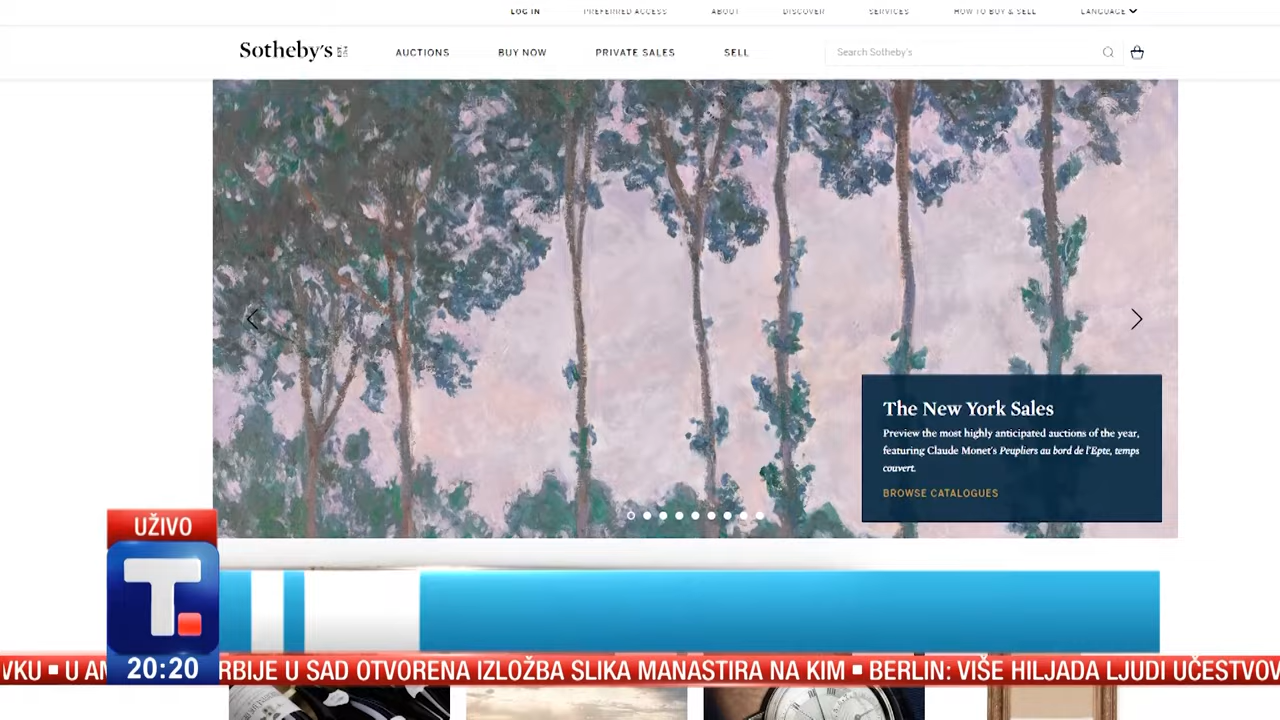 LOG IN PREFERRED ACCESS ABOUT DISCOVER SERVICES HOW TO BUY & SELL LANGUAGE
Sotheby's
AUCTIONS BUY NOW PRIVATE SALES SELL Search Sotheby's
The New York Sales
Preview the most highly anticipated auctions of the year,
featuring Claude Monet's Peupliers au bord de l'Epte, temps
couvert.
BROWSE CATALOGUES
UŽIVO
T.
20:20
VKU ▪ U AM RBIJE U SAD OTVORENA IZLOŽBA SLIKA MANASTIRA NA KIM ▪ BERLIN: VIŠE HILJADA LJUDI UČESTVOV